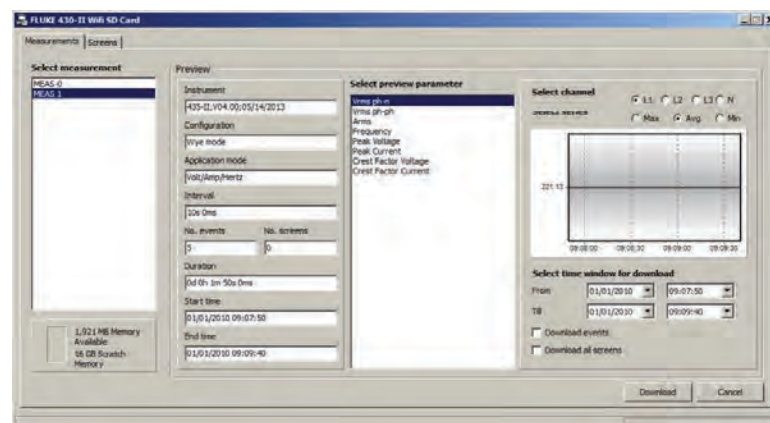 FLUKE 430-II Wifi SD Card
Measurements Screens
Select measurement
MEAS 0
MEAS 1
1,921 MB Memory
Available
16 GB Scratch
Memory
Preview
Instrument
435-II;V04.00;05/14/2013
Configuration
Wye mode
Application mode
Volt/Amp/Hertz
Interval
10s 0ms
No. events No. screens
5 0
Duration
0d 0h 1m 50s 0ms
Start time
01/01/2010 09:07:50
End time
01/01/2010 09:09:40
Select preview parameter
Vrms ph-n
Vrms ph-ph
Arms
Frequency
Peak Voltage
Peak Current
Crest Factor Voltage
Crest Factor Current
Select channel
L1 L2 L3 N
Select series
Max Avg Min
221.13
09:08:00 09:08:30 09:09:00 09:09:30
Select time window for download
From 01/01/2010 09:07:50
Till 01/01/2010 09:09:40
Download events
Download all screens
Download Cancel